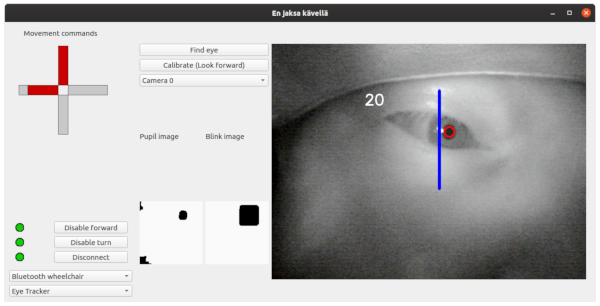 En jaksa kävellä
Movement commands
Find eye
Calibrate (Look forward)
Camera 0
20
Pupil image
Blink image
Disable forward
Disable turn
Disconnect
Bluetooth wheelchair
Eye Tracker